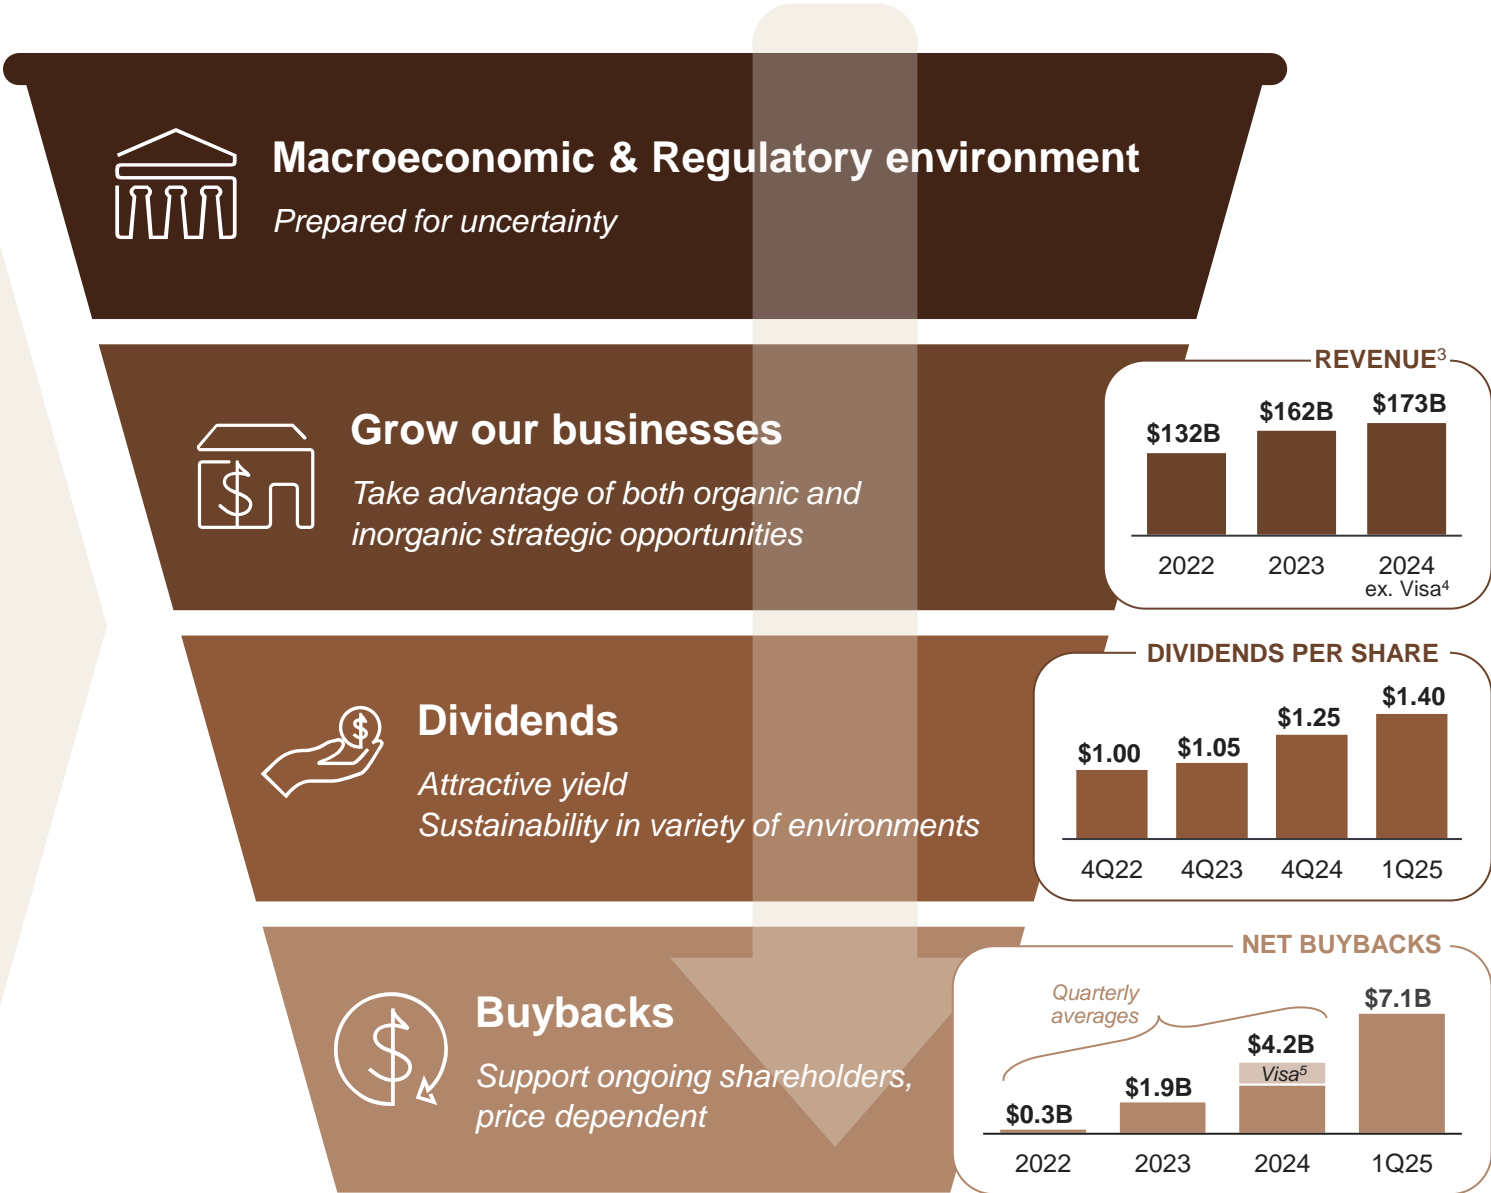 Macroeconomic & Regulatory environment
Prepared for uncertainty
Grow our businesses
Take advantage of both organic and
inorganic strategic opportunities
REVENUE³
$132B
$162B
$173B
2022
2023
2024
ex. Visa⁴
Dividends
Attractive yield
Sustainability in variety of environments
DIVIDENDS PER SHARE
$1.00
$1.05
$1.25
$1.40
4Q22
4Q23
4Q24
1Q25
Buybacks
Support ongoing shareholders,
price dependent
NET BUYBACKS
Quarterly
averages
$0.3B
$1.9B
$4.2B
Visa⁵
$7.1B
2022
2023
2024
1Q25